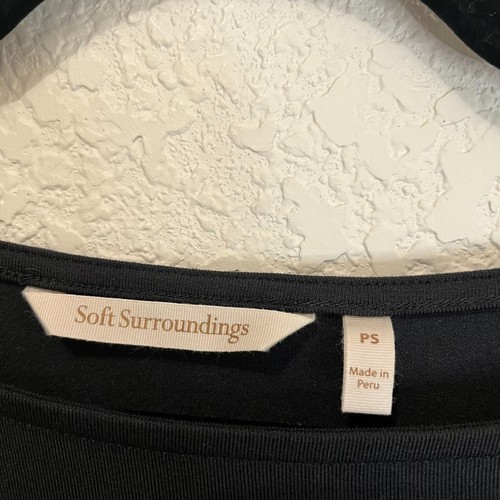 Soft Surroundings
PS
Made in
Peru